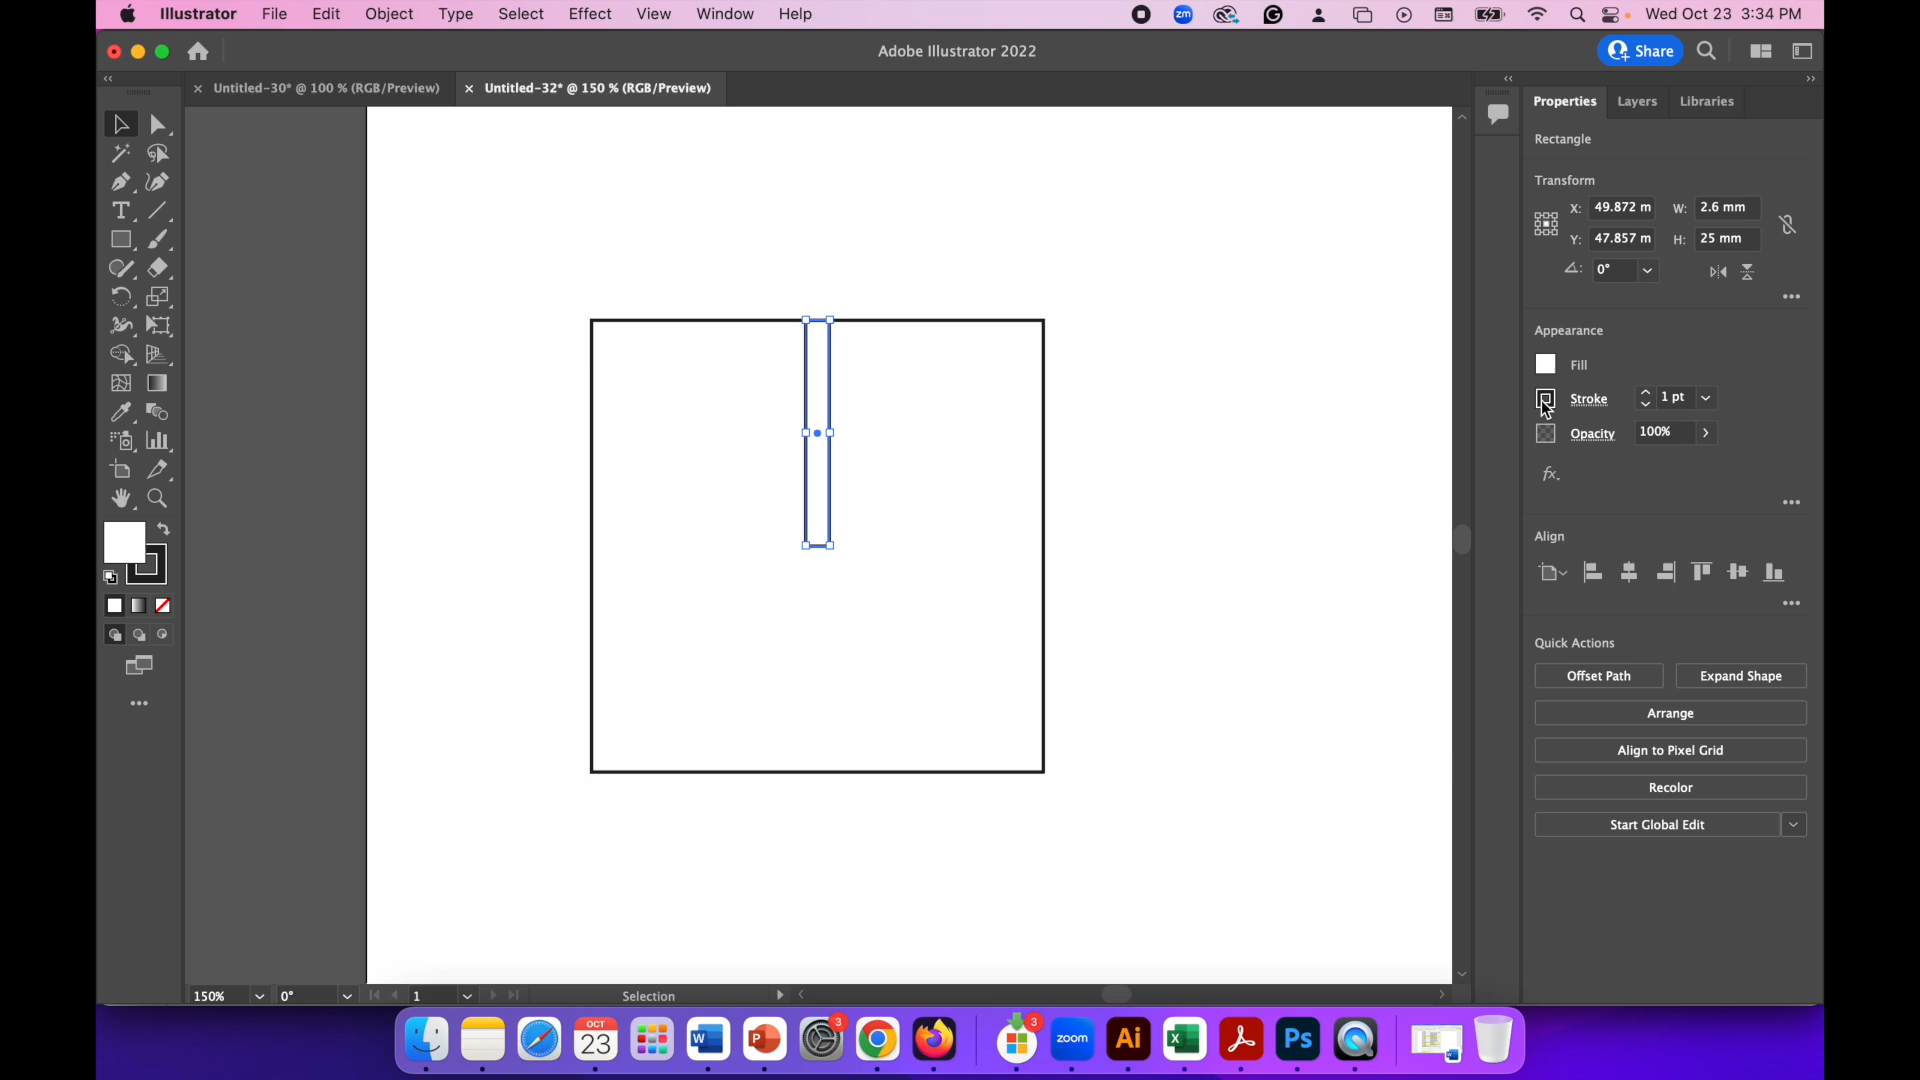 Illustrator File Edit Object Type Select Effect View Window Help
zm
Wed Oct 23 3:34 PM
Adobe Illustrator 2022
Share
Untitled-30* @ 100 % (RGB/Preview)
Untitled-32* @ 150 % (RGB/Preview)
Properties Layers Libraries
Rectangle
Transform
X: 49.872 m W: 2.6 mm
Y: 47.857 m H: 25 mm
0°
Appearance
Fill
Stroke 1 pt
Opacity 100%
fx.
Align
Quick Actions
Offset Path Expand Shape
Arrange
Align to Pixel Grid
Recolor
Start Global Edit
150% 0° 1 Selection
OCT
23
W
P
3
3
zoom
Ai
X
Ps